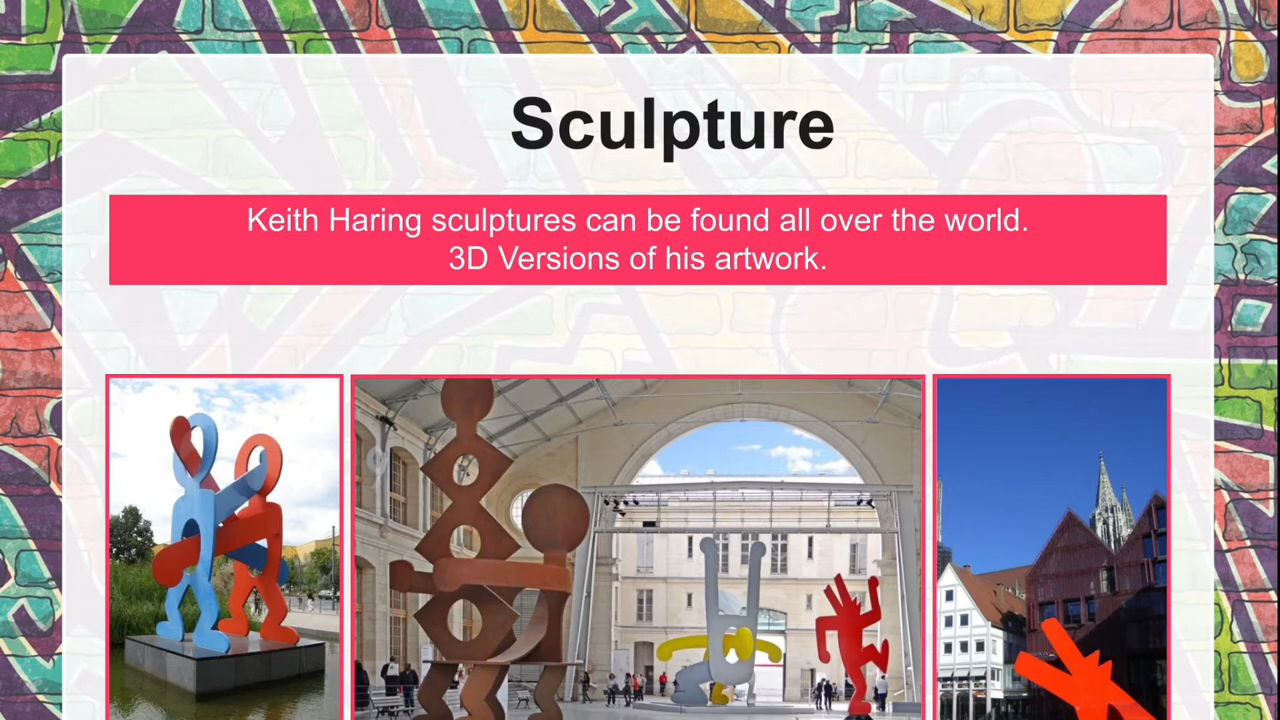 Sculpture
Keith Haring sculptures can be found all over the world.
3D Versions of his artwork.